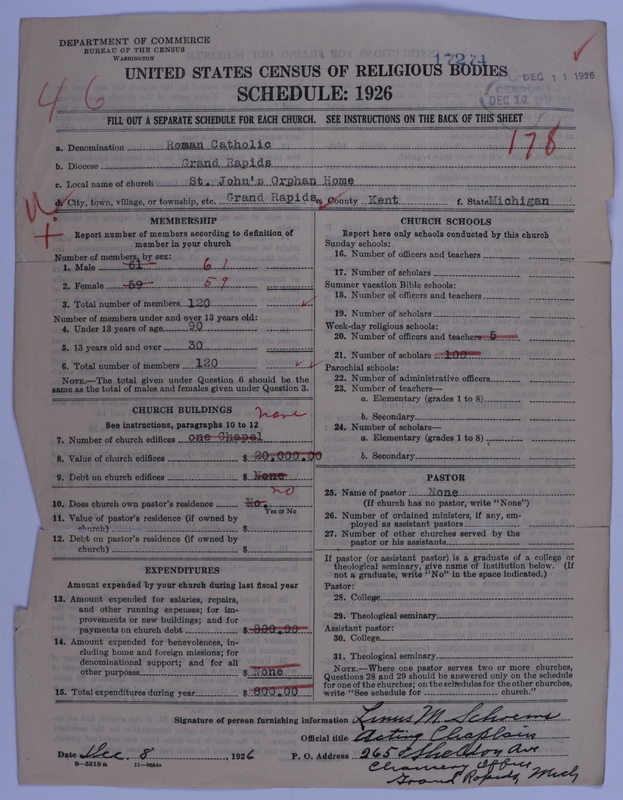 DEPARTMENT OF COMMERCE
BUREAU OF THE CENSUS
WASHINGTON
17271
DEC 11 1926
UNITED STATES CENSUS OF RELIGIOUS BODIES
SCHEDULE: 1926
CENSUS
DEC 11
46
FILL OUT A SEPARATE SCHEDULE FOR EACH CHURCH. SEE INSTRUCTIONS ON THE BACK OF THIS SHEET
178
a. Denomination Roman Catholic
b. Diocese Grand Rapids
c. Local name of church St. John's Orphan Home
d. City, town, village, or township, etc. Grand Rapids e. County Kent f. State Michigan
MEMBERSHIP
Report number of members according to definition of
member in your church
Number of members, by sex:
1. Male 61 61
2. Female 59 59
3. Total number of members 120
Number of members under and over 13 years old:
4. Under 13 years of age 90
5. 13 years old and over 30
6. Total number of members 120
NOTE.—The total given under Question 6 should be the
same as the total of males and females given under Question 3.
CHURCH BUILDINGS
See instructions, paragraphs 10 to 12
none
7. Number of church edifices one Chapel
8. Value of church edifices $ 20,000.00
9. Debt on church edifices $ None
no
10. Does church own pastor's residence No.
Yes or No
11. Value of pastor's residence (if owned by
church) $
12. Debt on pastor's residence (if owned by
church) $
EXPENDITURES
Amount expended by your church during last fiscal year
13. Amount expended for salaries, repairs,
and other running expenses; for im-
provements or new buildings; and for
payments on church debt $ 800.00
14. Amount expended for benevolences, in-
cluding home and foreign missions; for
denominational support; and for all
other purposes $ None
15. Total expenditures during year $ 800.00
CHURCH SCHOOLS
Report here only schools conducted by this church
Sunday schools:
16. Number of officers and teachers
17. Number of scholars
Summer vacation Bible schools:
18. Number of officers and teachers
19. Number of scholars
Week-day religious schools:
20. Number of officers and teachers 5
21. Number of scholars 100
Parochial schools:
22. Number of administrative officers
23. Number of teachers—
a. Elementary (grades 1 to 8)
b. Secondary
24. Number of scholars—
a. Elementary (grades 1 to 8)
b. Secondary
PASTOR
25. Name of pastor None
(If church has no pastor, write "None")
26. Number of ordained ministers, if any, em-
ployed as assistant pastors
27. Number of other churches served by the
pastor or his assistants
If pastor (or assistant pastor) is a graduate of a college or
theological seminary, give name of institution below. (If
not a graduate, write "No" in the space indicated.)
Pastor:
28. College
29. Theological seminary
Assistant pastor:
30. College
31. Theological seminary
NOTE.—Where one pastor serves two or more churches,
Questions 28 and 29 should be answered only on the schedule
for one of the churches; on the schedules for the other churches,
write "See schedule for church."
Signature of person furnishing information Linus M. Schrems
Official title Acting Chaplain
Date Dec. 8, 1926 P. O. Address 265 Sheldon Ave
Chancery Office
Grand Rapids, Mich
8—5519a 11—9664a